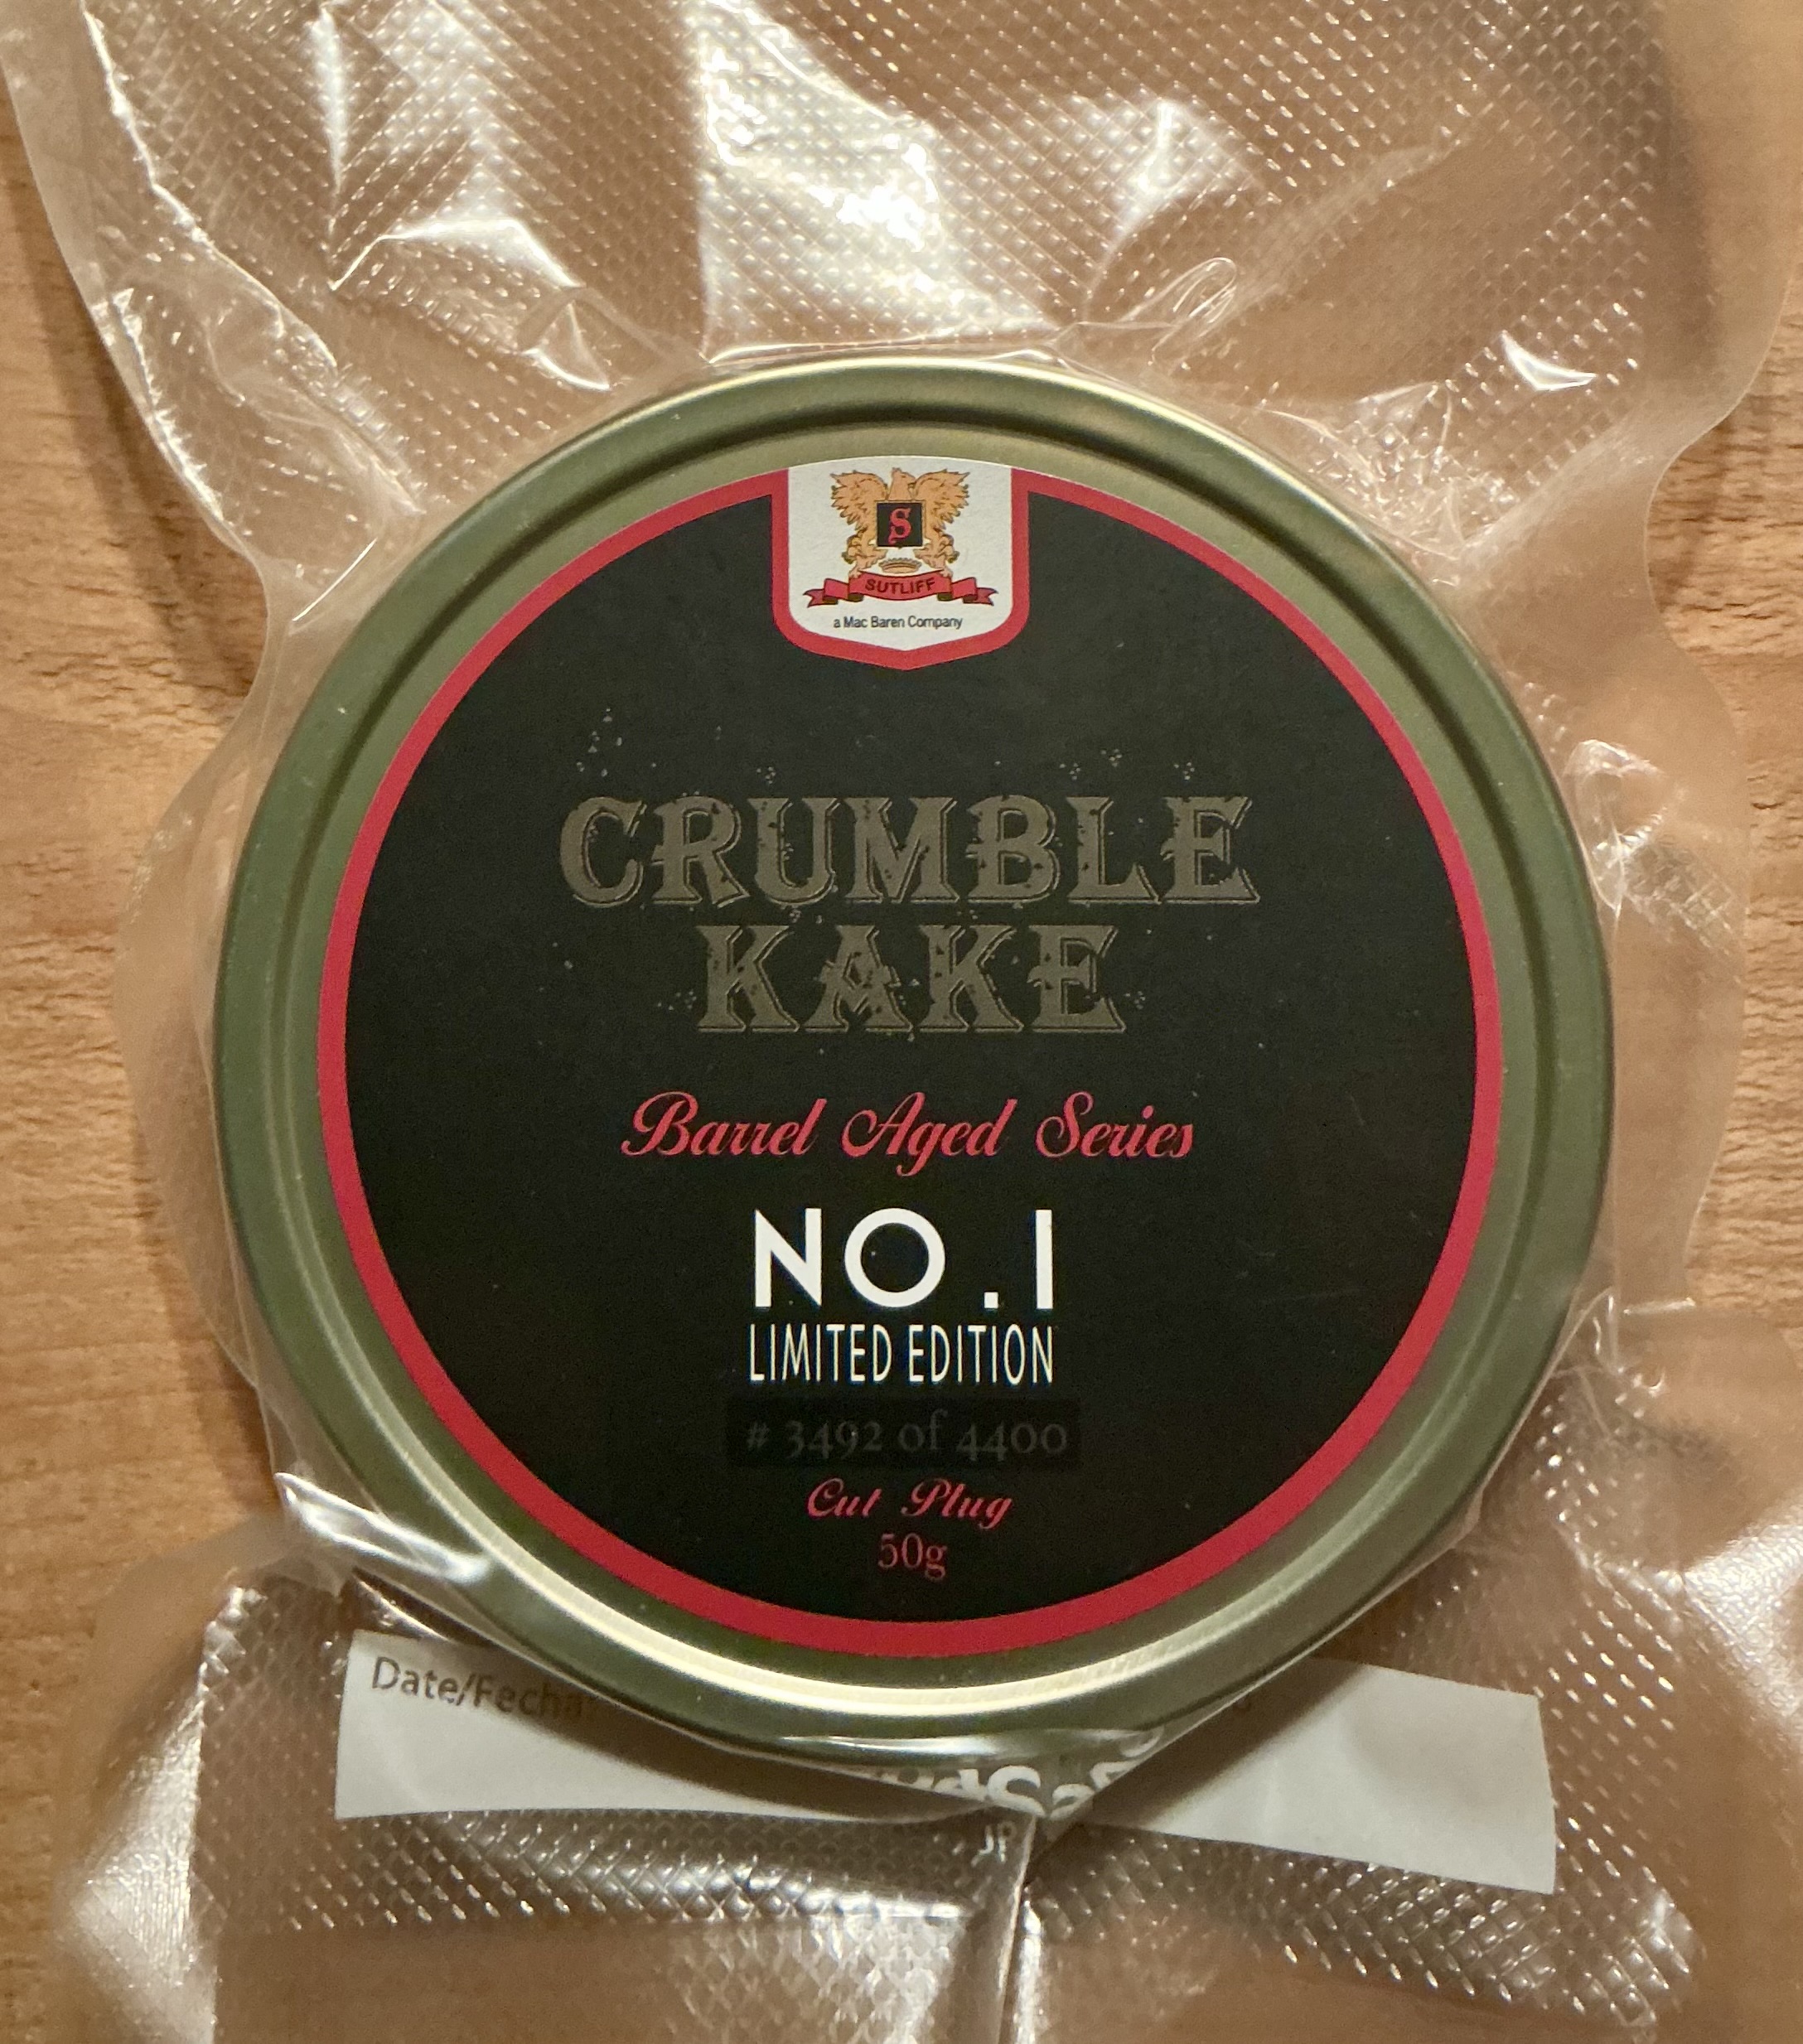 S
SUTLIFF
a Mac Baren Company
CRUMBLE
KAKE
Barrel Aged Series
NO.1
LIMITED EDITION
# 3492 of 4400
Cut Plug
50g
Date/Fecha